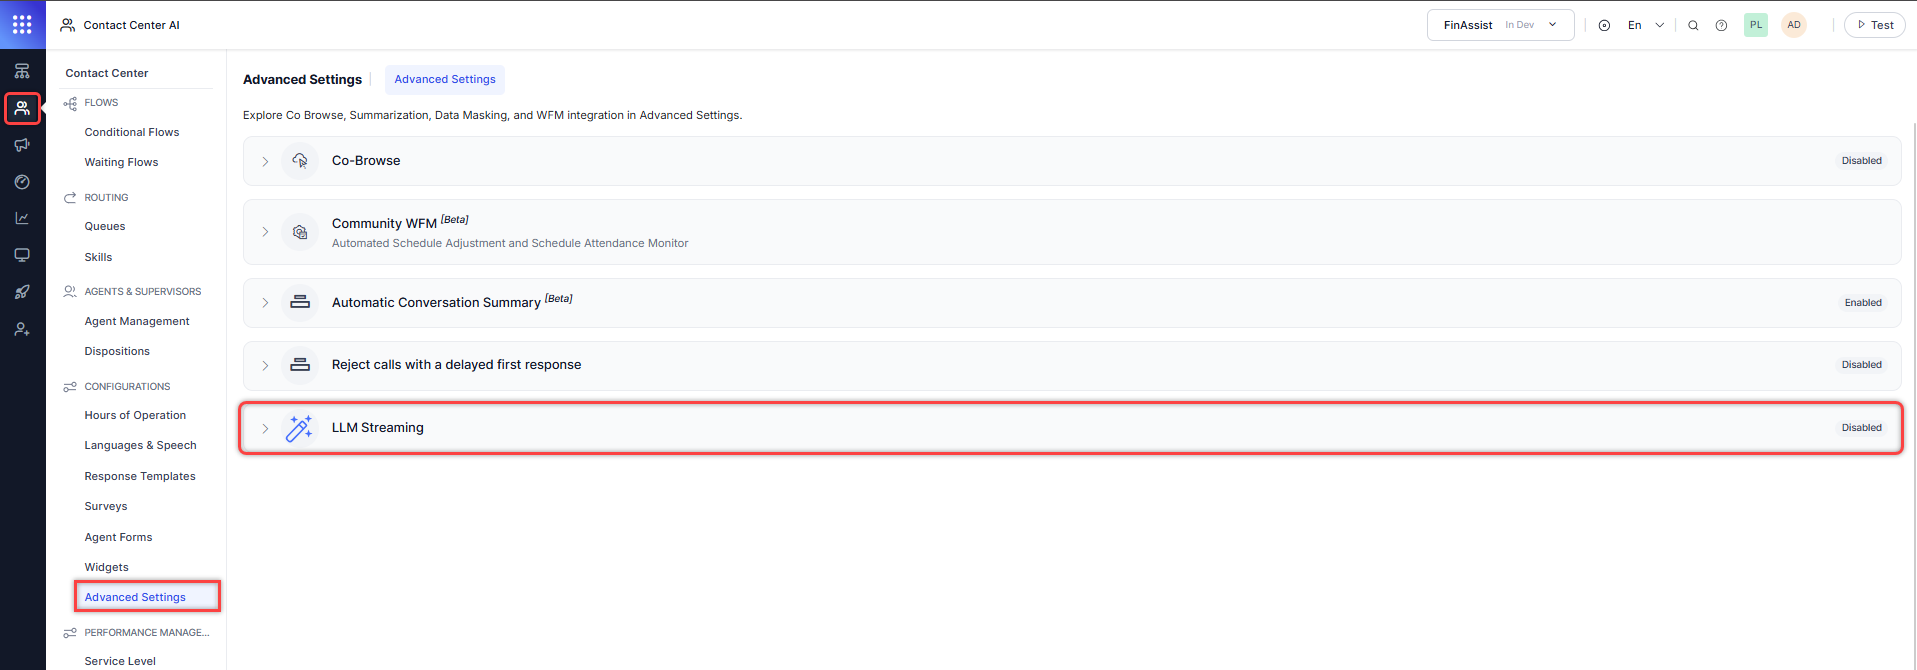 Contact Center AI
FinAssist In Dev
En
PL
AD
Test
Contact Center
FLOWS
Conditional Flows
Waiting Flows
ROUTING
Queues
Skills
AGENTS & SUPERVISORS
Agent Management
Dispositions
CONFIGURATIONS
Hours of Operation
Languages & Speech
Response Templates
Surveys
Agent Forms
Widgets
Advanced Settings
PERFORMANCE MANAGE...
Service Level
Advanced Settings
Advanced Settings
Explore Co Browse, Summarization, Data Masking, and WFM integration in Advanced Settings.
Co-Browse Disabled
Community WFM [Beta]
Automated Schedule Adjustment and Schedule Attendance Monitor
Automatic Conversation Summary [Beta] Enabled
Reject calls with a delayed first response Disabled
LLM Streaming Disabled